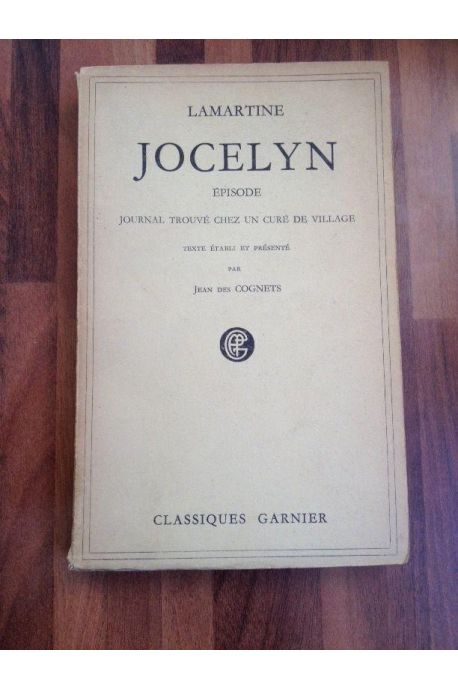 LAMARTINE
JOCELYN
ÉPISODE
JOURNAL TROUVÉ CHEZ UN CURÉ DE VILLAGE
TEXTE ÉTABLI ET PRÉSENTÉ
PAR
JEAN DES COGNETS
CLASSIQUES GARNIER